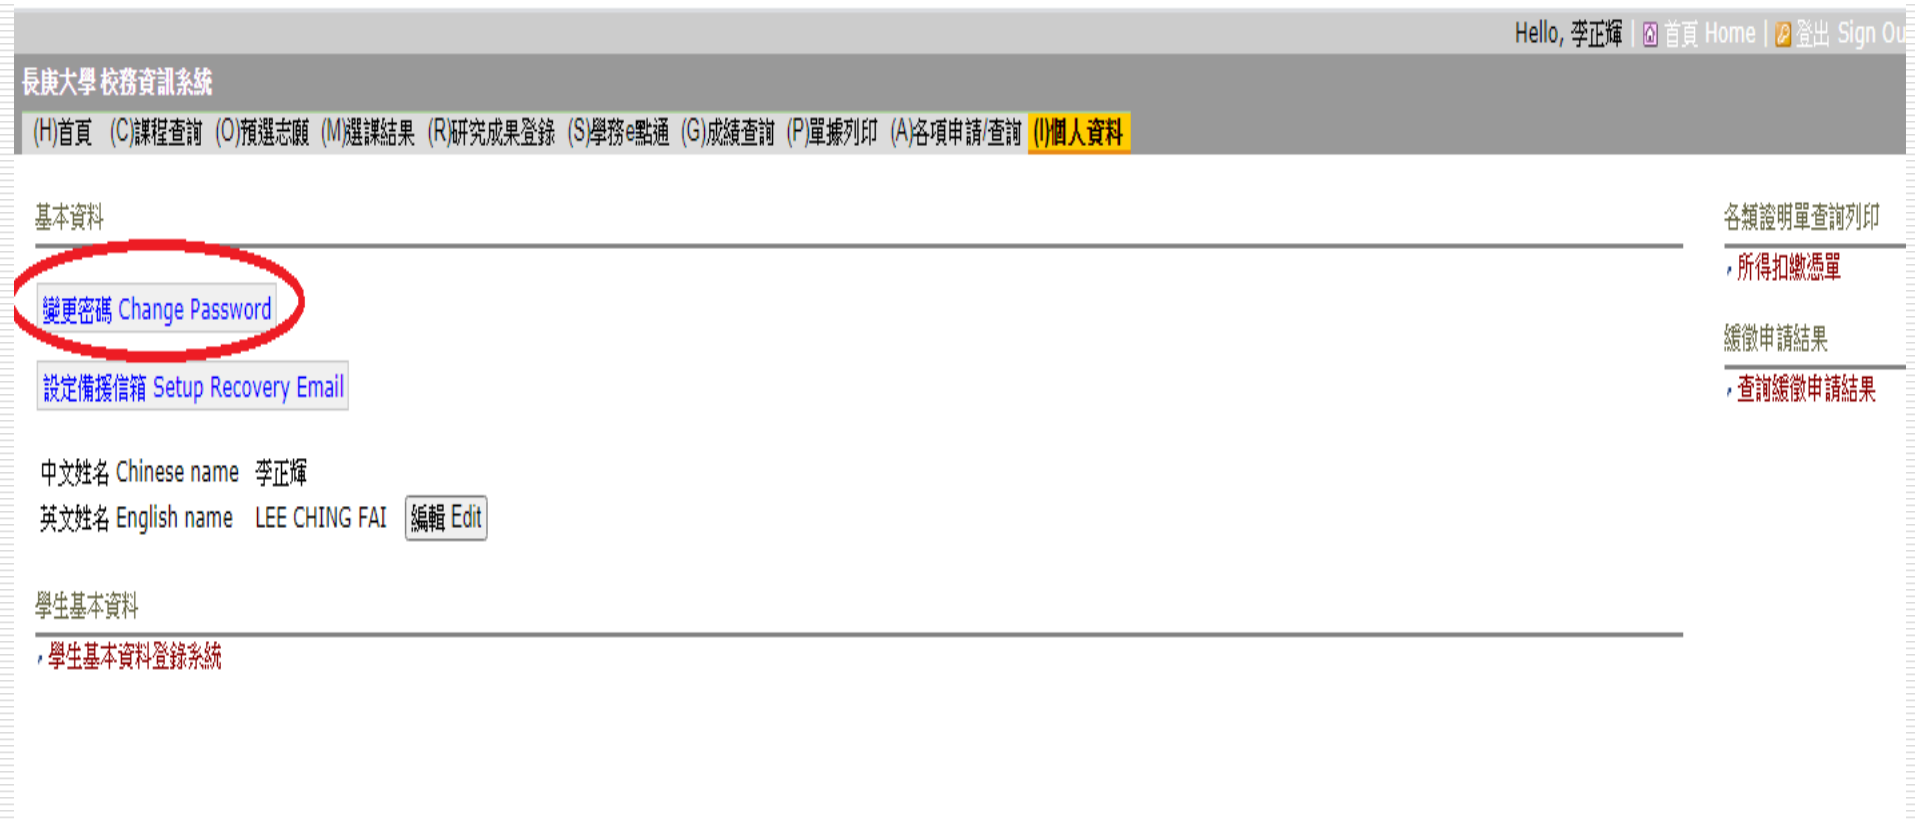 Hello, 李正輝 | 首頁 Home | 登出 Sign Ou
長庚大學 校務資訊系統
(H)首頁 (C)課程查詢 (O)預選志願 (M)選課結果 (R)研究成果登錄 (S)學務e點通 (G)成績查詢 (P)單據列印 (A)各項申請/查詢 (I)個人資料
基本資料
變更密碼 Change Password
設定備援信箱 Setup Recovery Email
中文姓名 Chinese name 李正輝
英文姓名 English name LEE CHING FAI 編輯 Edit
學生基本資料
學生基本資料登錄系統
各類證明單查詢列印
所得扣繳憑單
緩徵申請結果
查詢緩徵申請結果